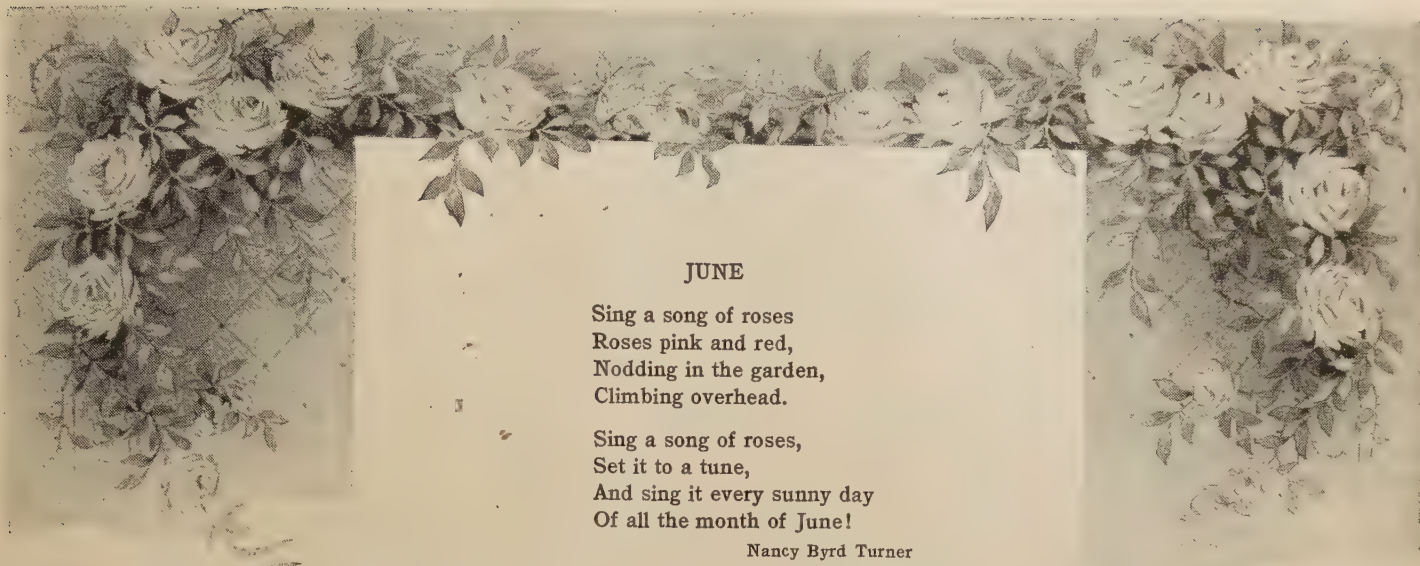 JUNE
Sing a song of roses
Roses pink and red,
Nodding in the garden,
Climbing overhead.
Sing a song of roses,
Set it to a tune,
And sing it every sunny day
Of all the month of June!
Nancy Byrd Turner